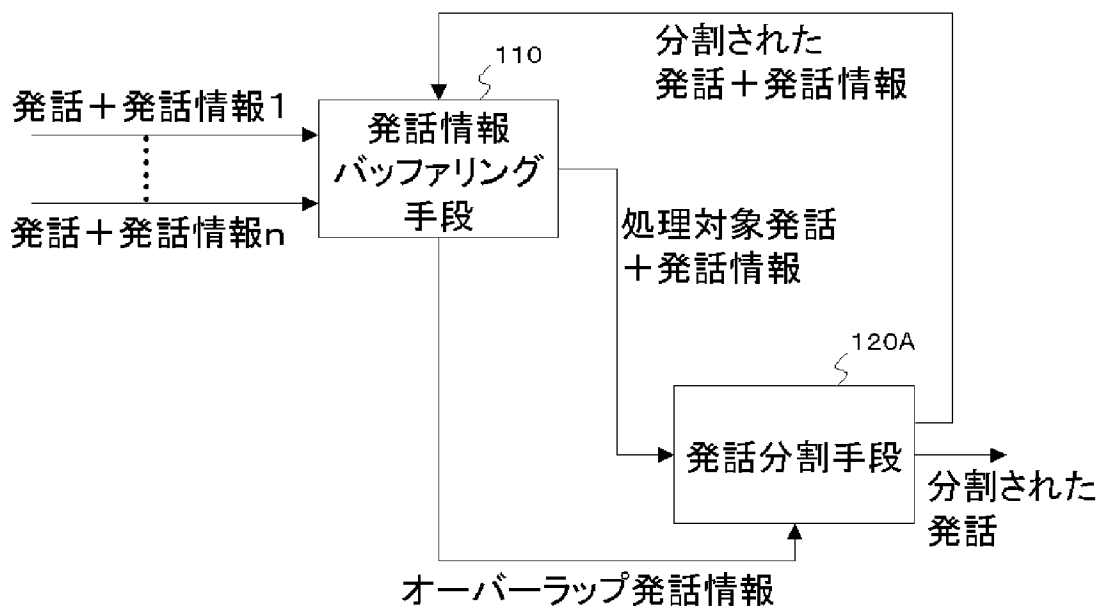 分割された
発話＋発話情報
110
発話＋発話情報1
発話情報
バッファリング
手段
発話＋発話情報n
処理対象発話
＋発話情報
120A
発話分割手段
分割された
発話
オーバーラップ発話情報